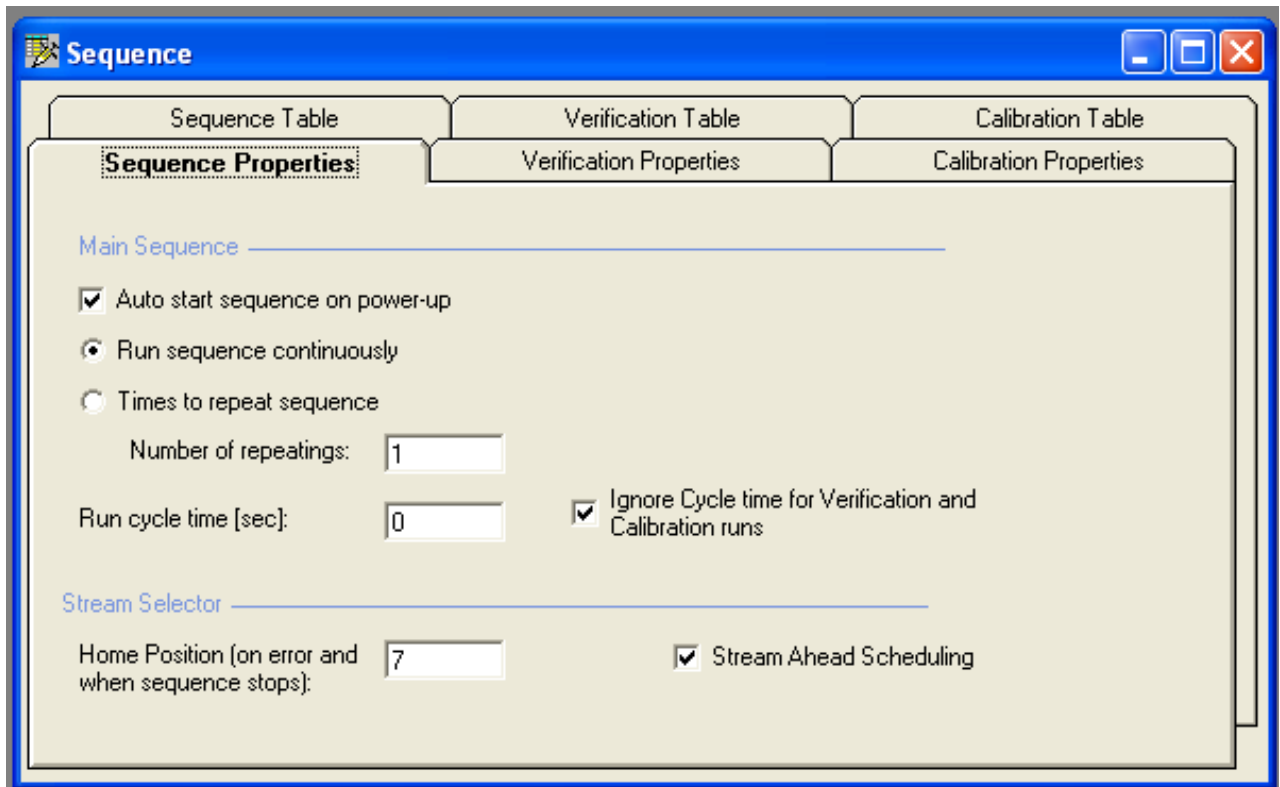 Sequence
Sequence Table
Verification Table
Calibration Table
Sequence Properties
Verification Properties
Calibration Properties
Main Sequence
Auto start sequence on power-up
Run sequence continuously
Times to repeat sequence
Number of repeatings:
1
Run cycle time [sec]:
0
Ignore Cycle time for Verification and
Calibration runs
Stream Selector
Home Position (on error and
when sequence stops):
7
Stream Ahead Scheduling